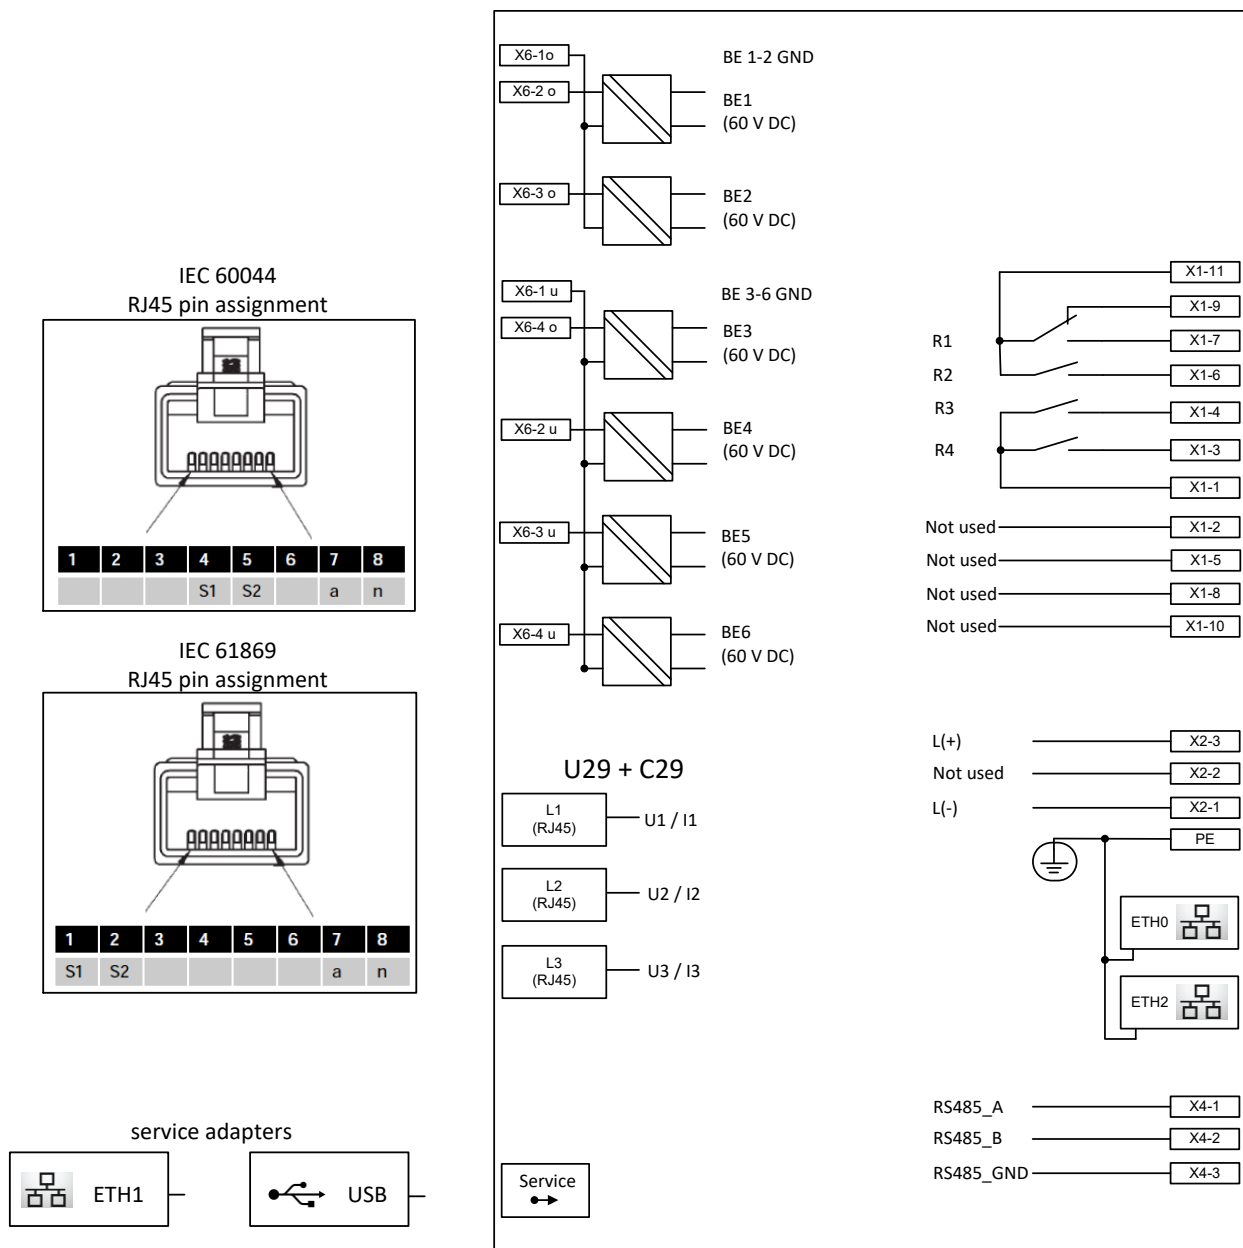 IEC 60044
RJ45 pin assignment
1 2 3 4 5 6 7 8
S1 S2 a n
IEC 61869
RJ45 pin assignment
1 2 3 4 5 6 7 8
S1 S2 a n
service adapters
ETH1
USB
X6-1o
BE 1-2 GND
X6-2 o
BE1
(60 V DC)
X6-3 o
BE2
(60 V DC)
X6-1 u
BE 3-6 GND
X6-4 o
BE3
(60 V DC)
X6-2 u
BE4
(60 V DC)
X6-3 u
BE5
(60 V DC)
X6-4 u
BE6
(60 V DC)
U29 + C29
L1
(RJ45)
U1 / I1
L2
(RJ45)
U2 / I2
L3
(RJ45)
U3 / I3
Service
X1-11
X1-9
R1 X1-7
R2 X1-6
R3 X1-4
R4 X1-3
X1-1
Not used X1-2
Not used X1-5
Not used X1-8
Not used X1-10
L(+) X2-3
Not used X2-2
L(-) X2-1
PE
ETH0
ETH2
RS485_A X4-1
RS485_B X4-2
RS485_GND X4-3